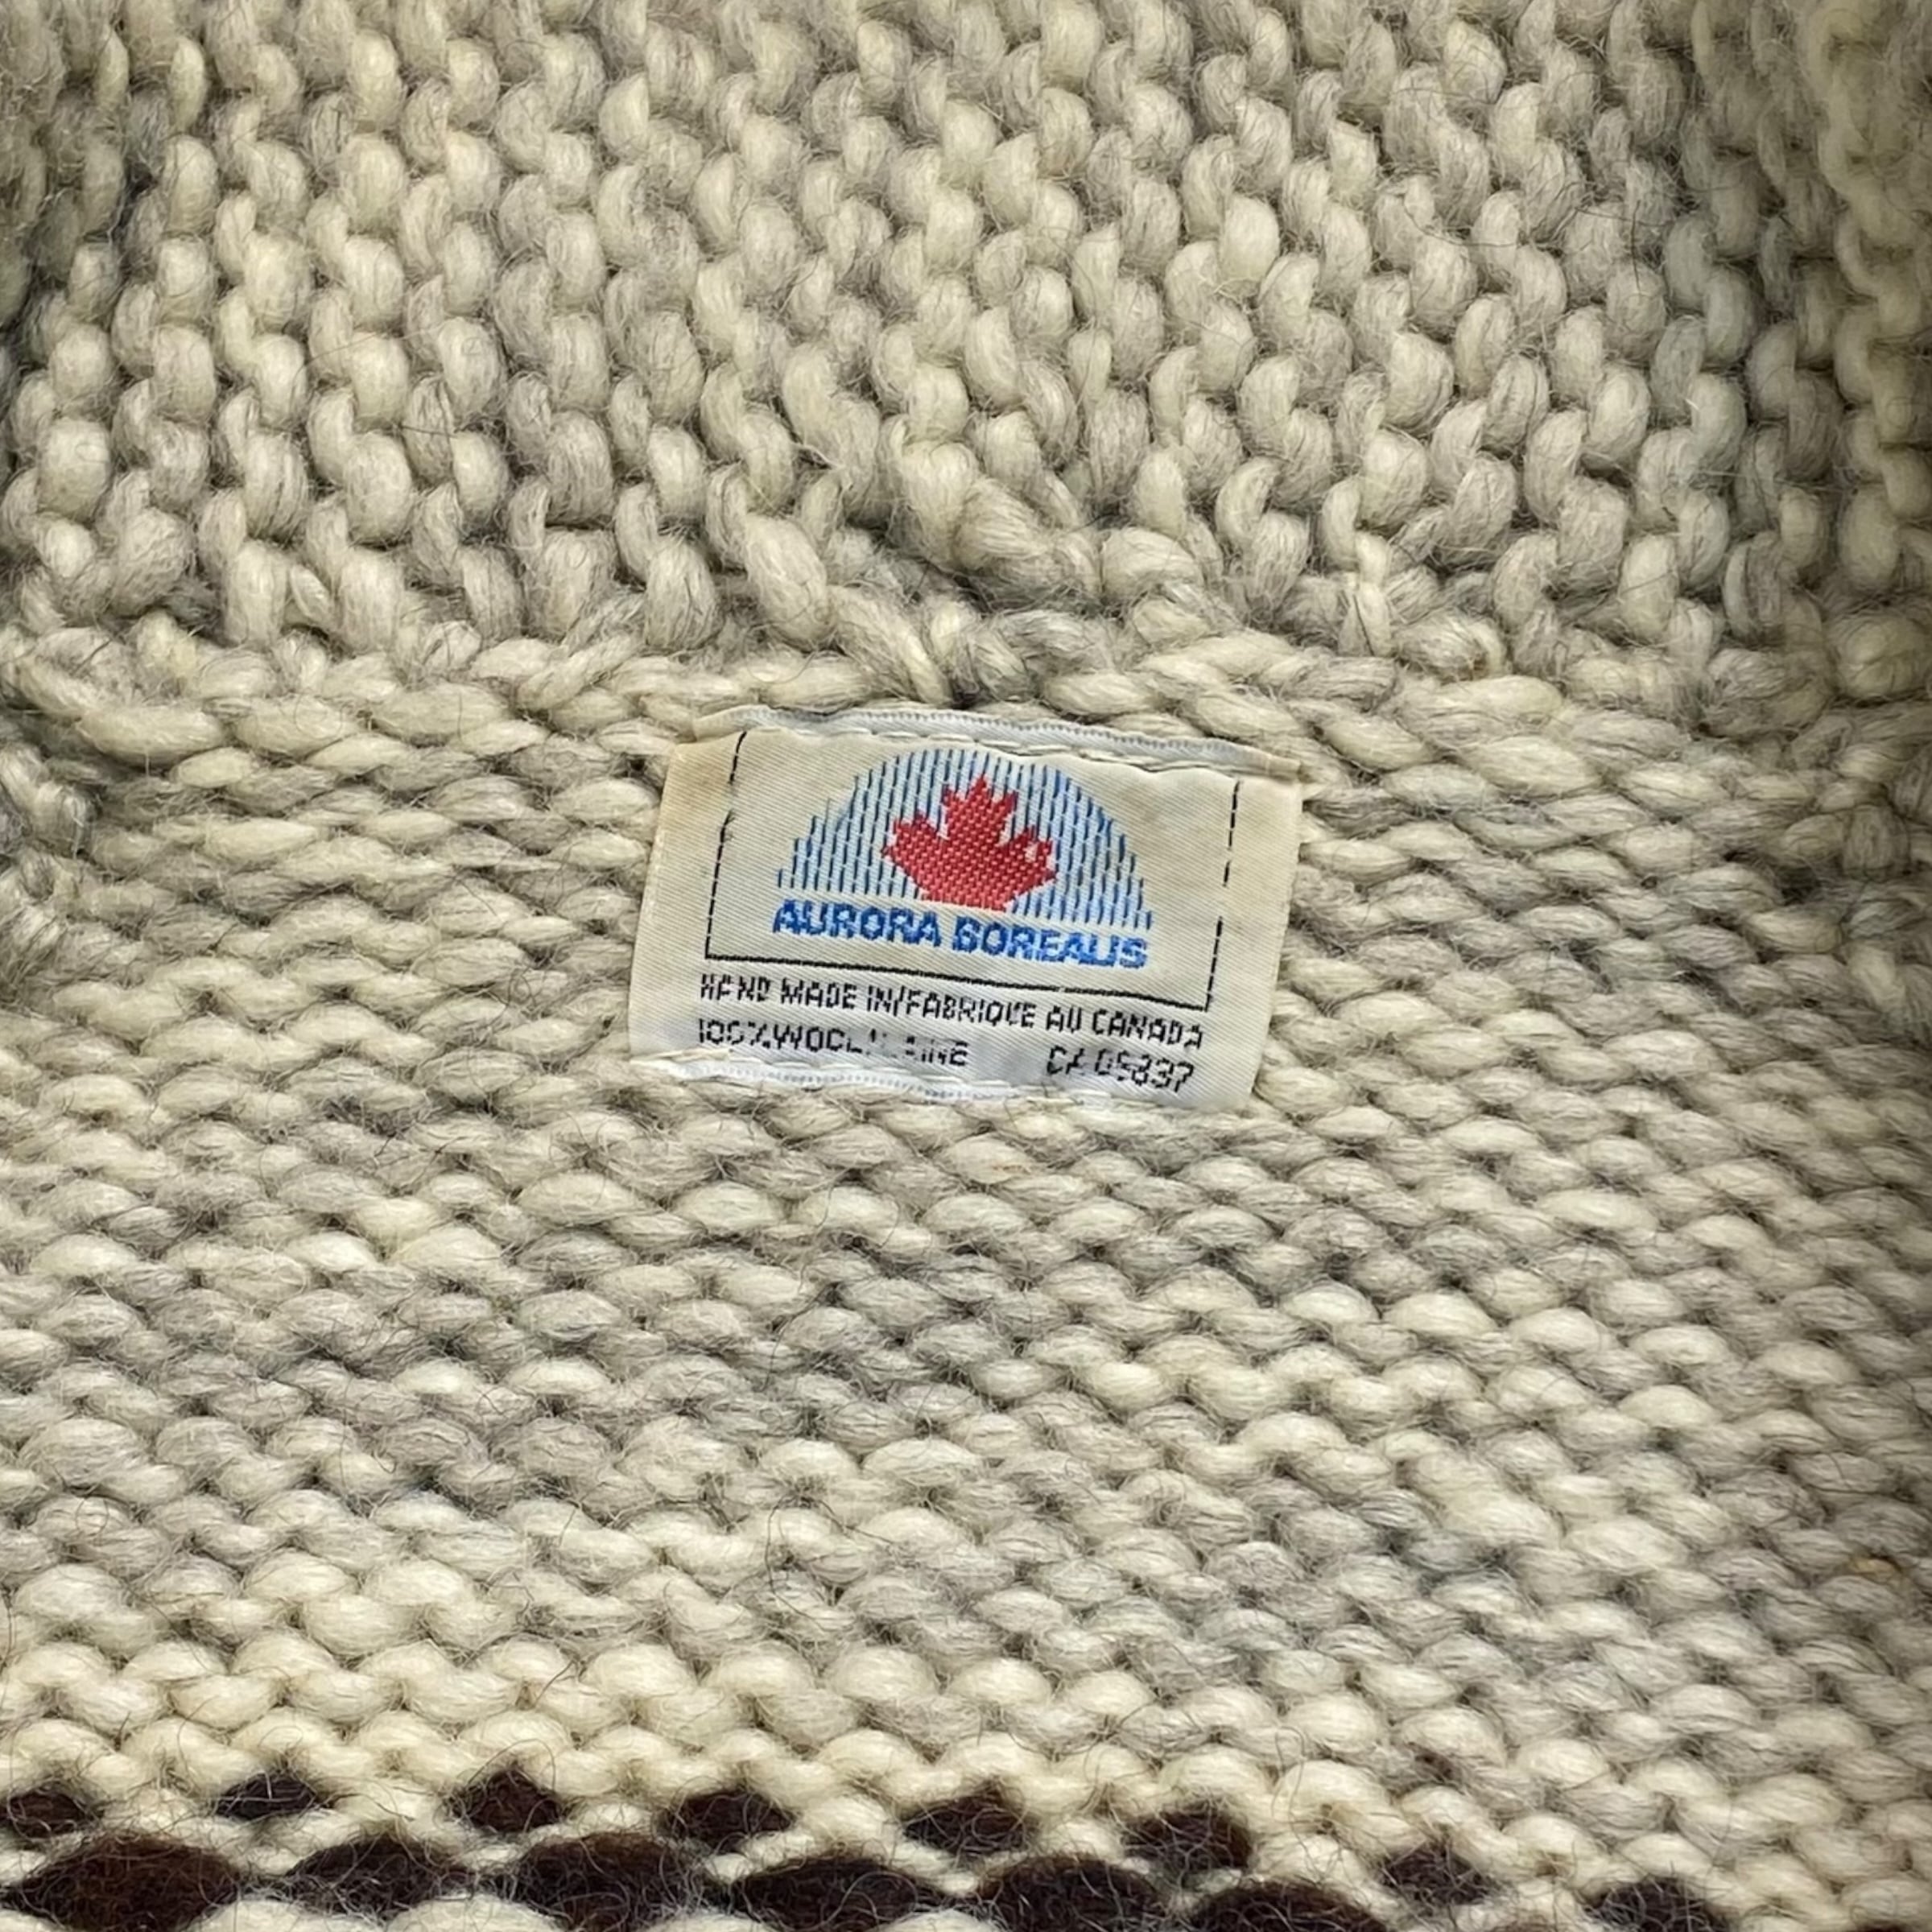 AURORA BOREALIS
HAND MADE IN/FABRIQUE AU CANADA
100% WOOL/LAINE CA 05837